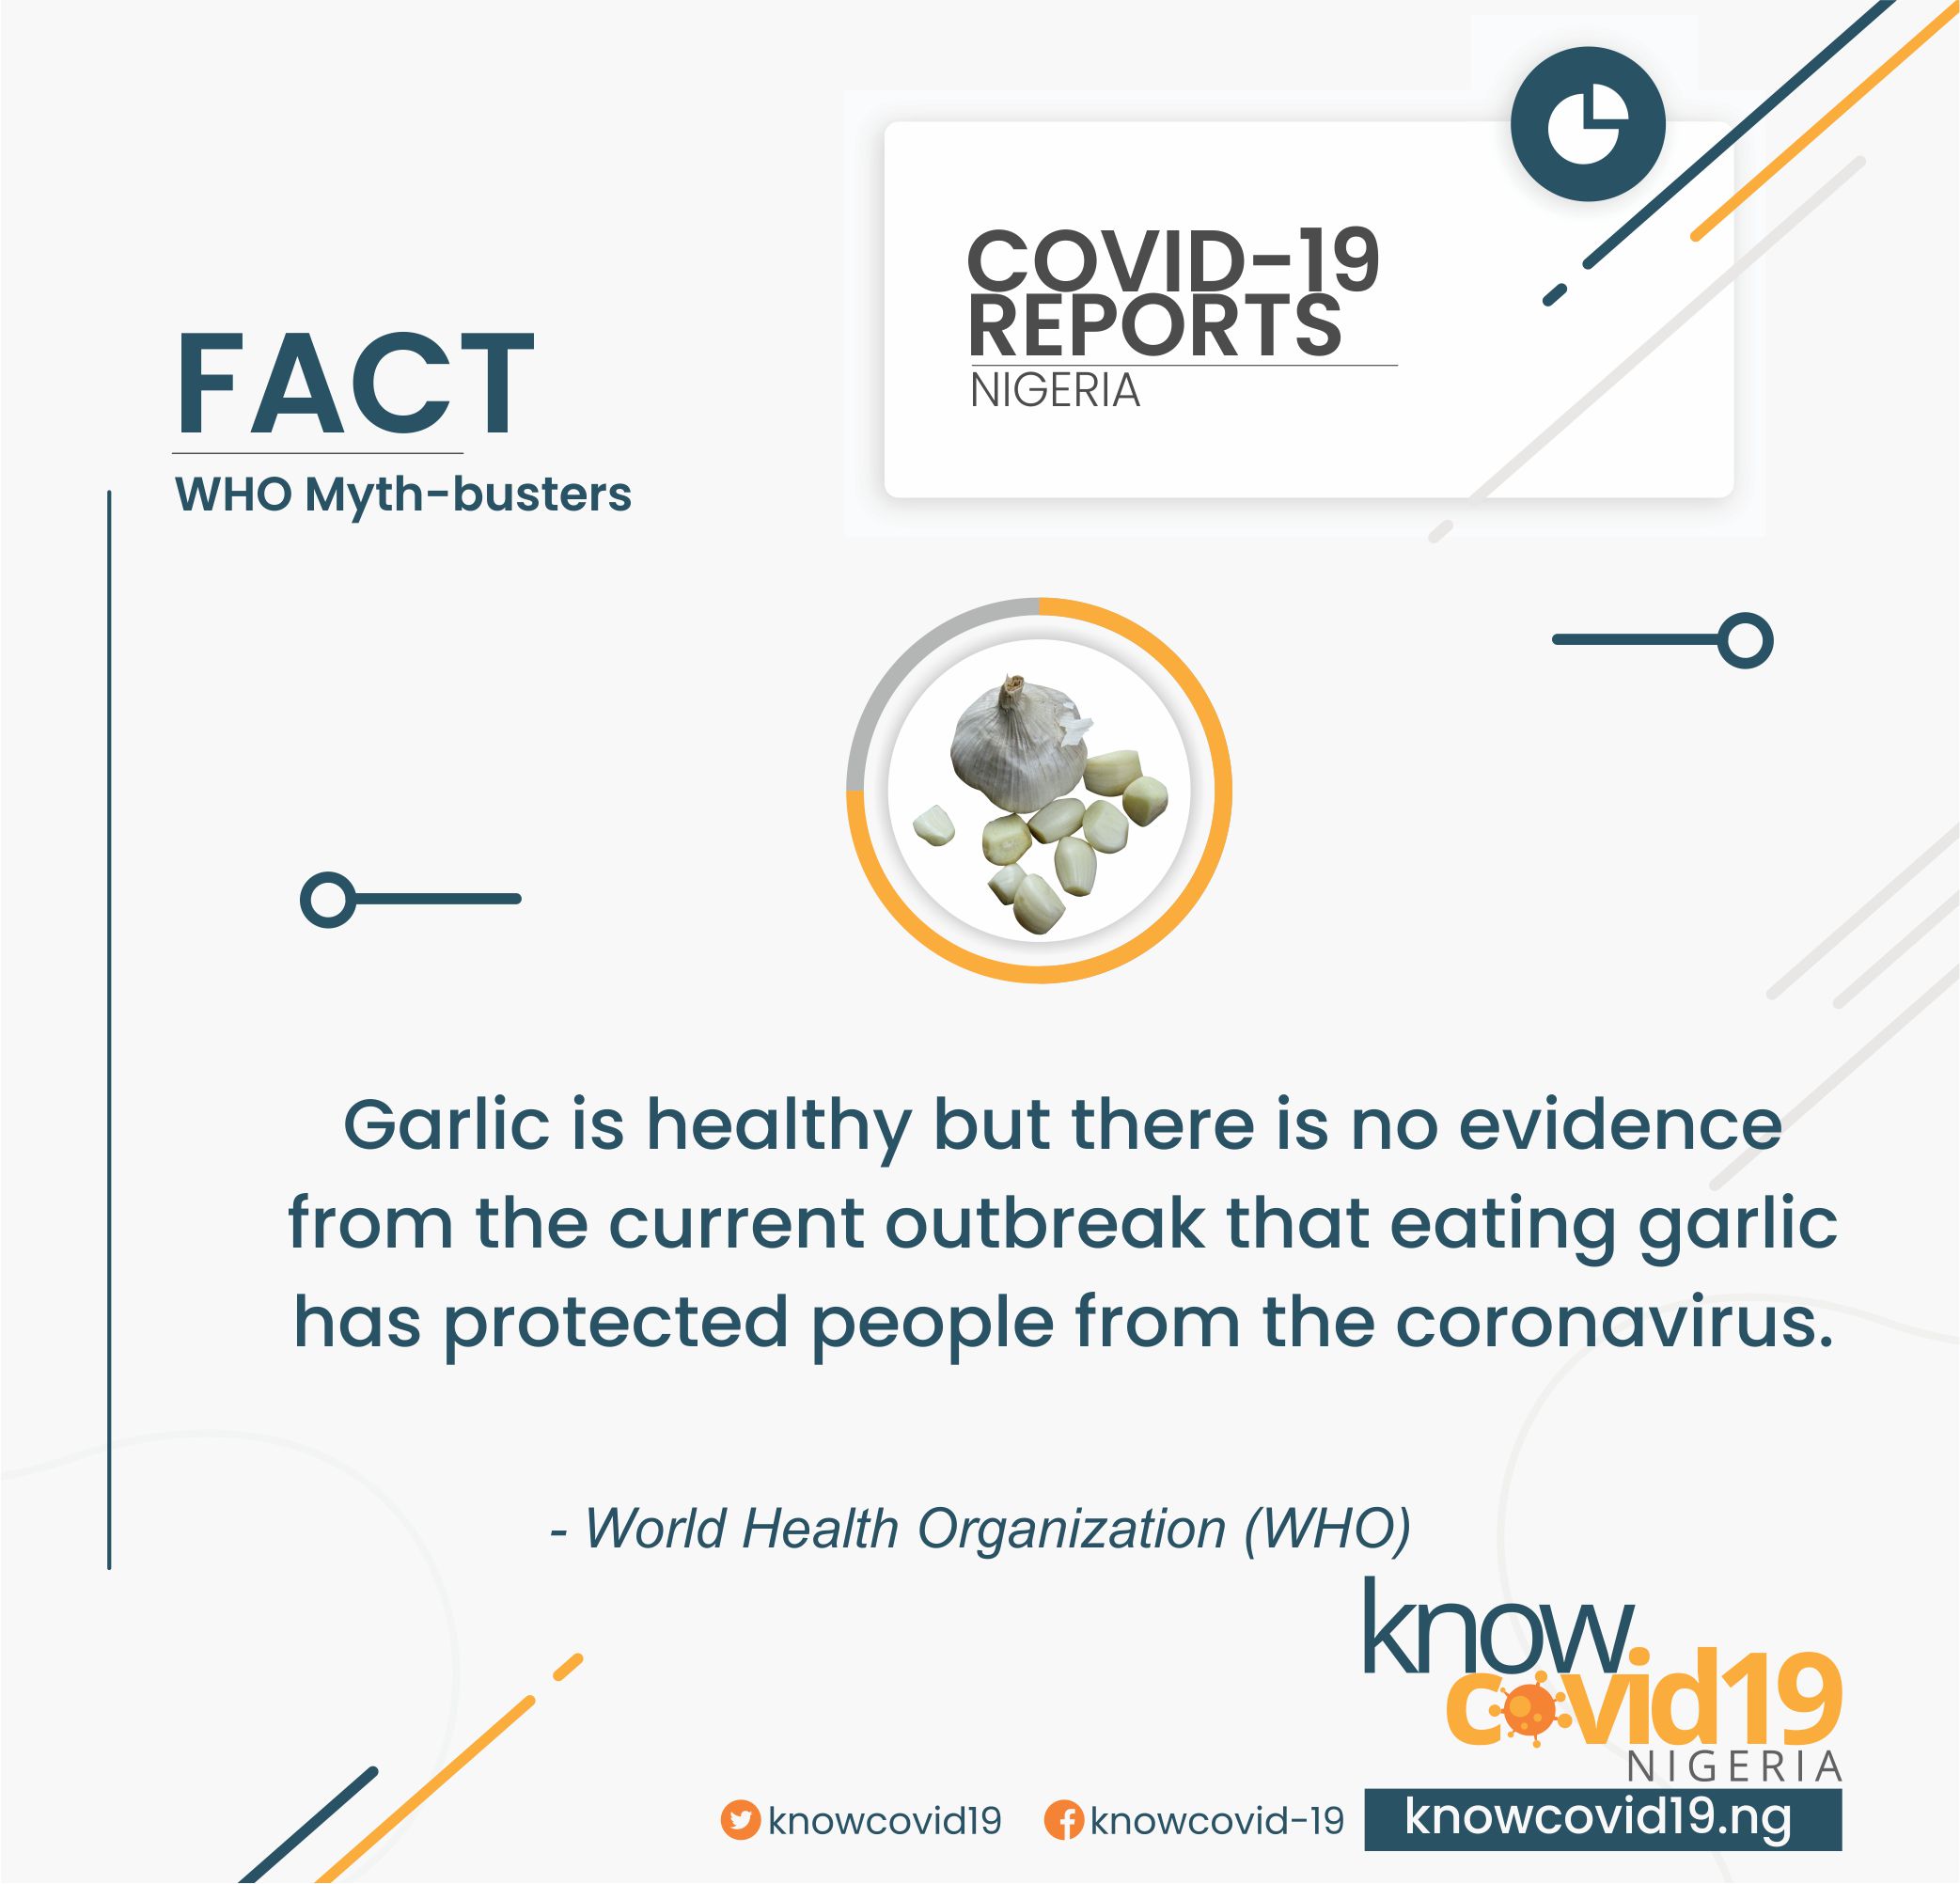 COVID-19
REPORTS
NIGERIA
FACT
WHO Myth-busters
Garlic is healthy but there is no evidence
from the current outbreak that eating garlic
has protected people from the coronavirus.
- World Health Organization (WHO)
know
covid19
NIGERIA
knowcovid19 knowcovid-19 knowcovid19.ng